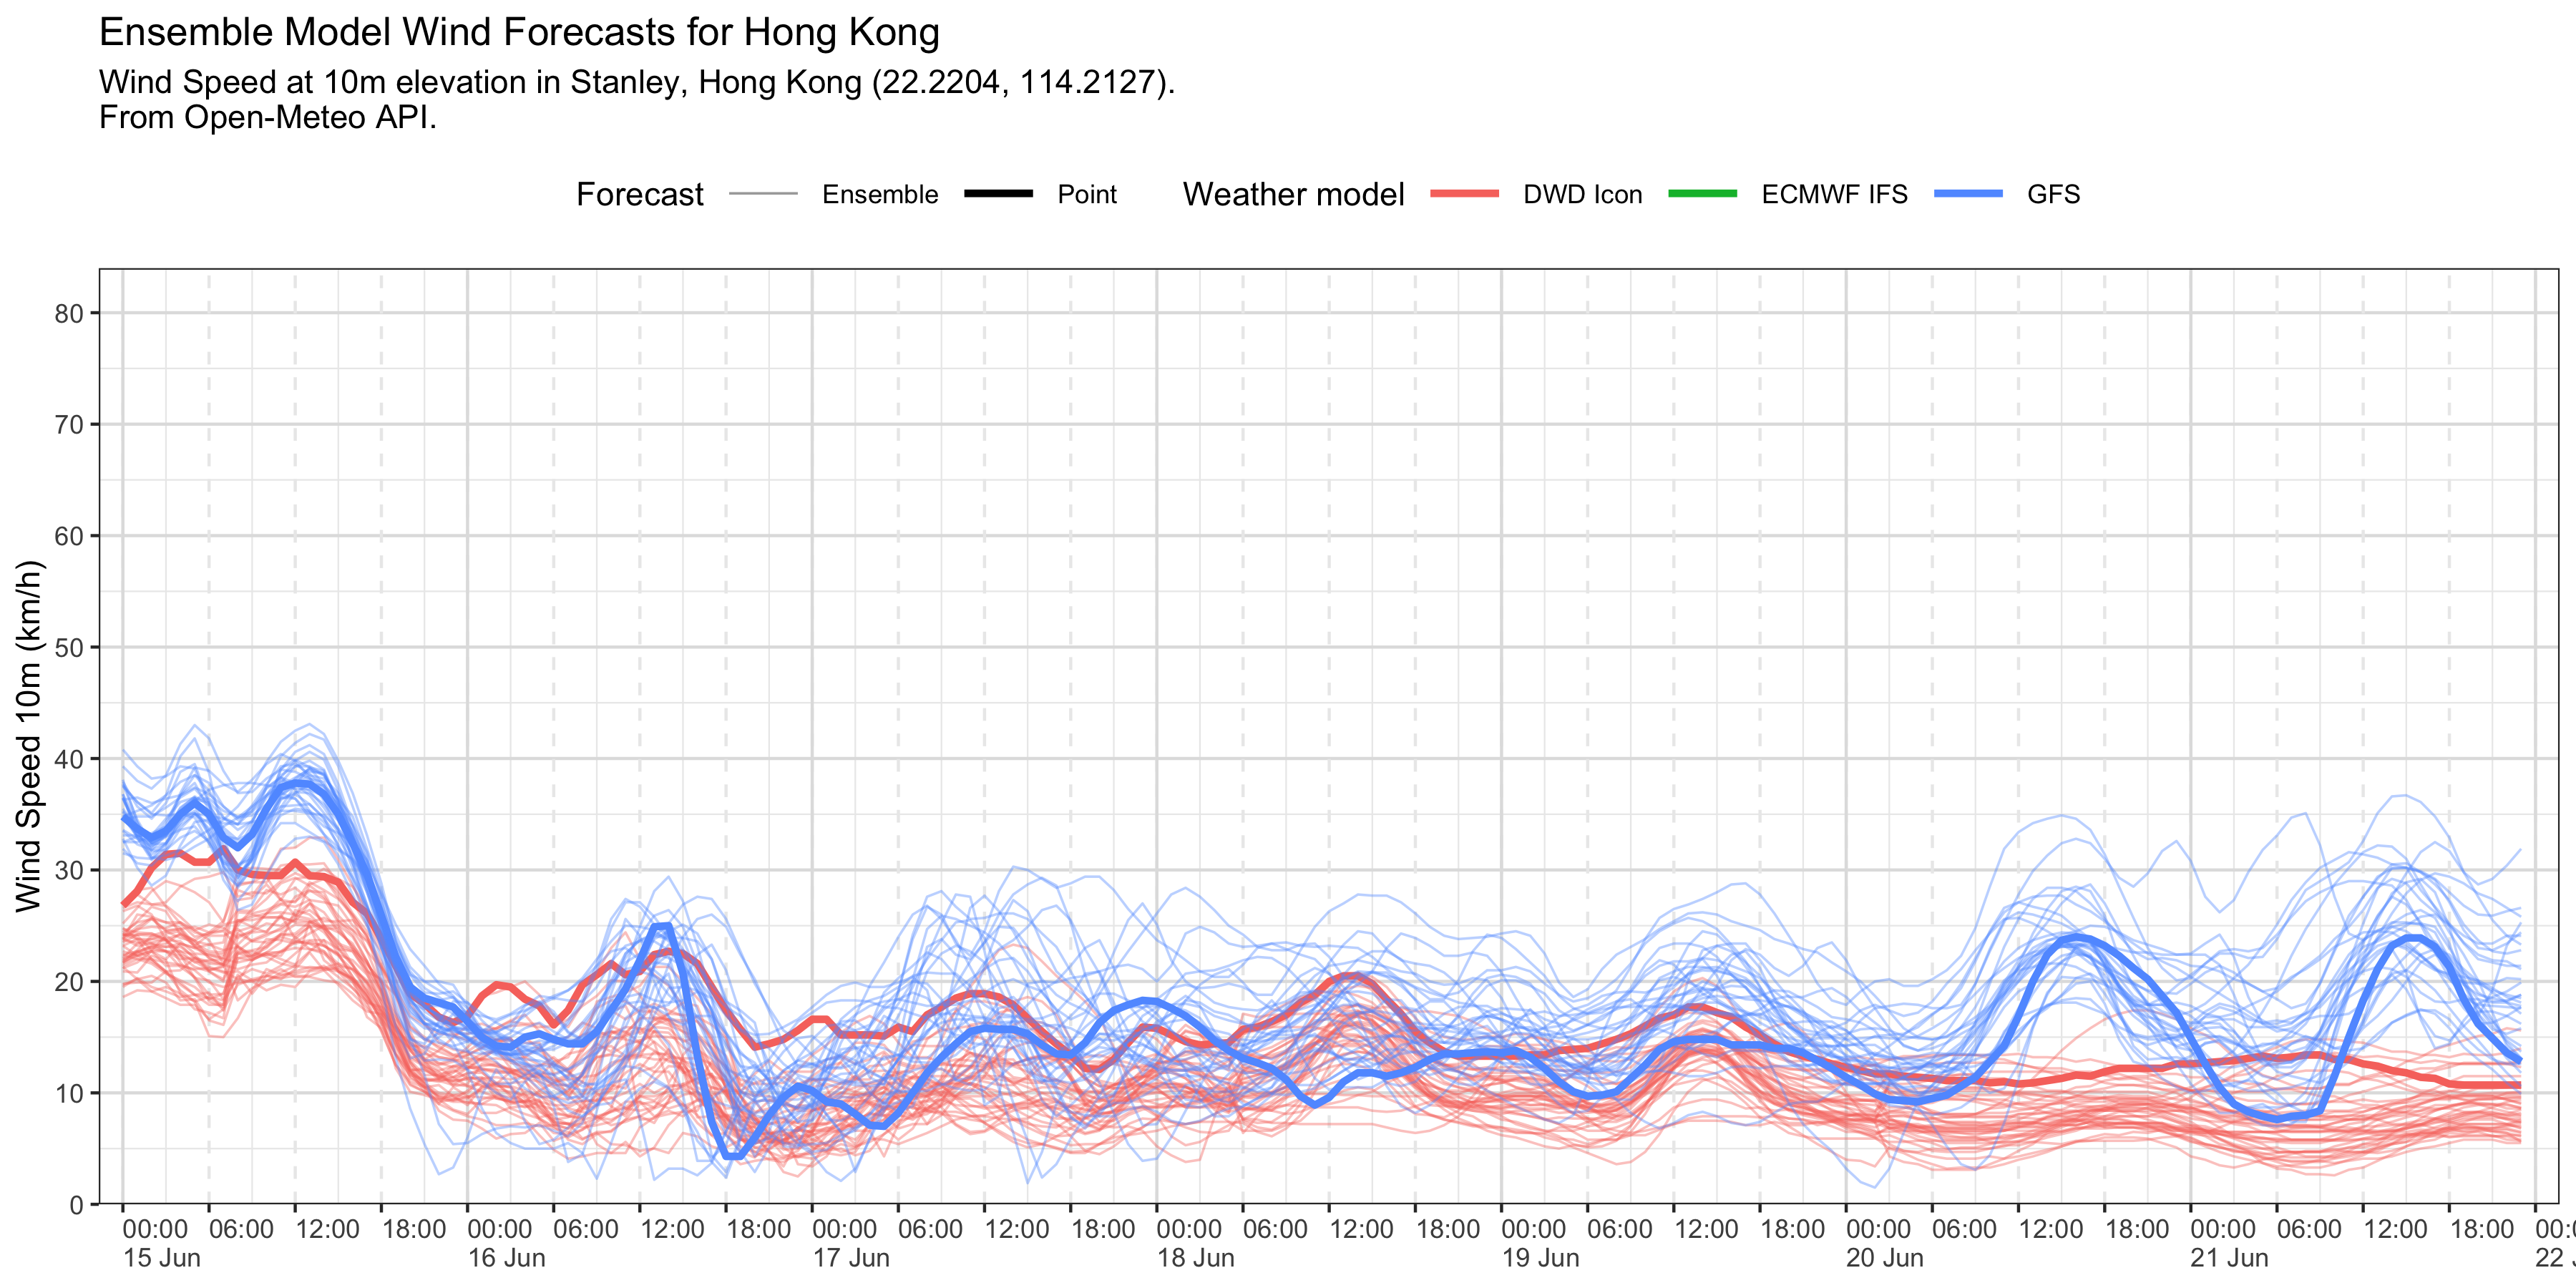 Ensemble Model Wind Forecasts for Hong Kong
Wind Speed at 10m elevation in Stanley, Hong Kong (22.2204, 114.2127).
From Open-Meteo API.
Forecast Ensemble Point Weather model DWD Icon ECMWF IFS GFS
Wind Speed 10m (km/h)
80
70
60
50
40
30
20
10
0
00:00 06:00 12:00 18:00 00:00 06:00 12:00 18:00 00:00 06:00 12:00 18:00 00:00 06:00 12:00 18:00 00:00 06:00 12:00 18:00 00:00 06:00 12:00 18:00 00:00 06:00 12:00 18:00 00:0
15 Jun 16 Jun 17 Jun 18 Jun 19 Jun 20 Jun 21 Jun 22